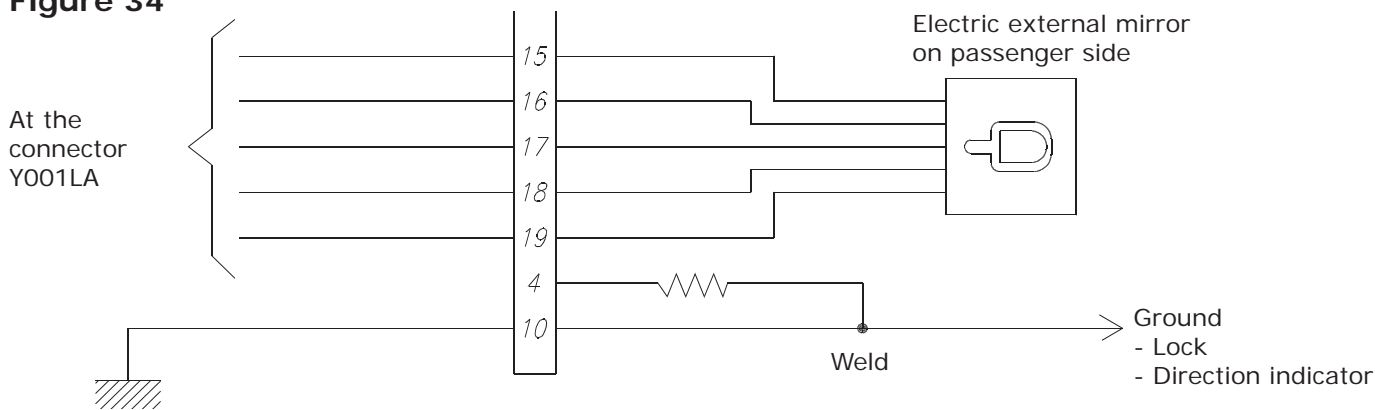 Figure 34
Electric external mirror
on passenger side
At the
connector
Y001LA
15
16
17
18
19
4
10
Weld
Ground
- Lock
- Direction indicator